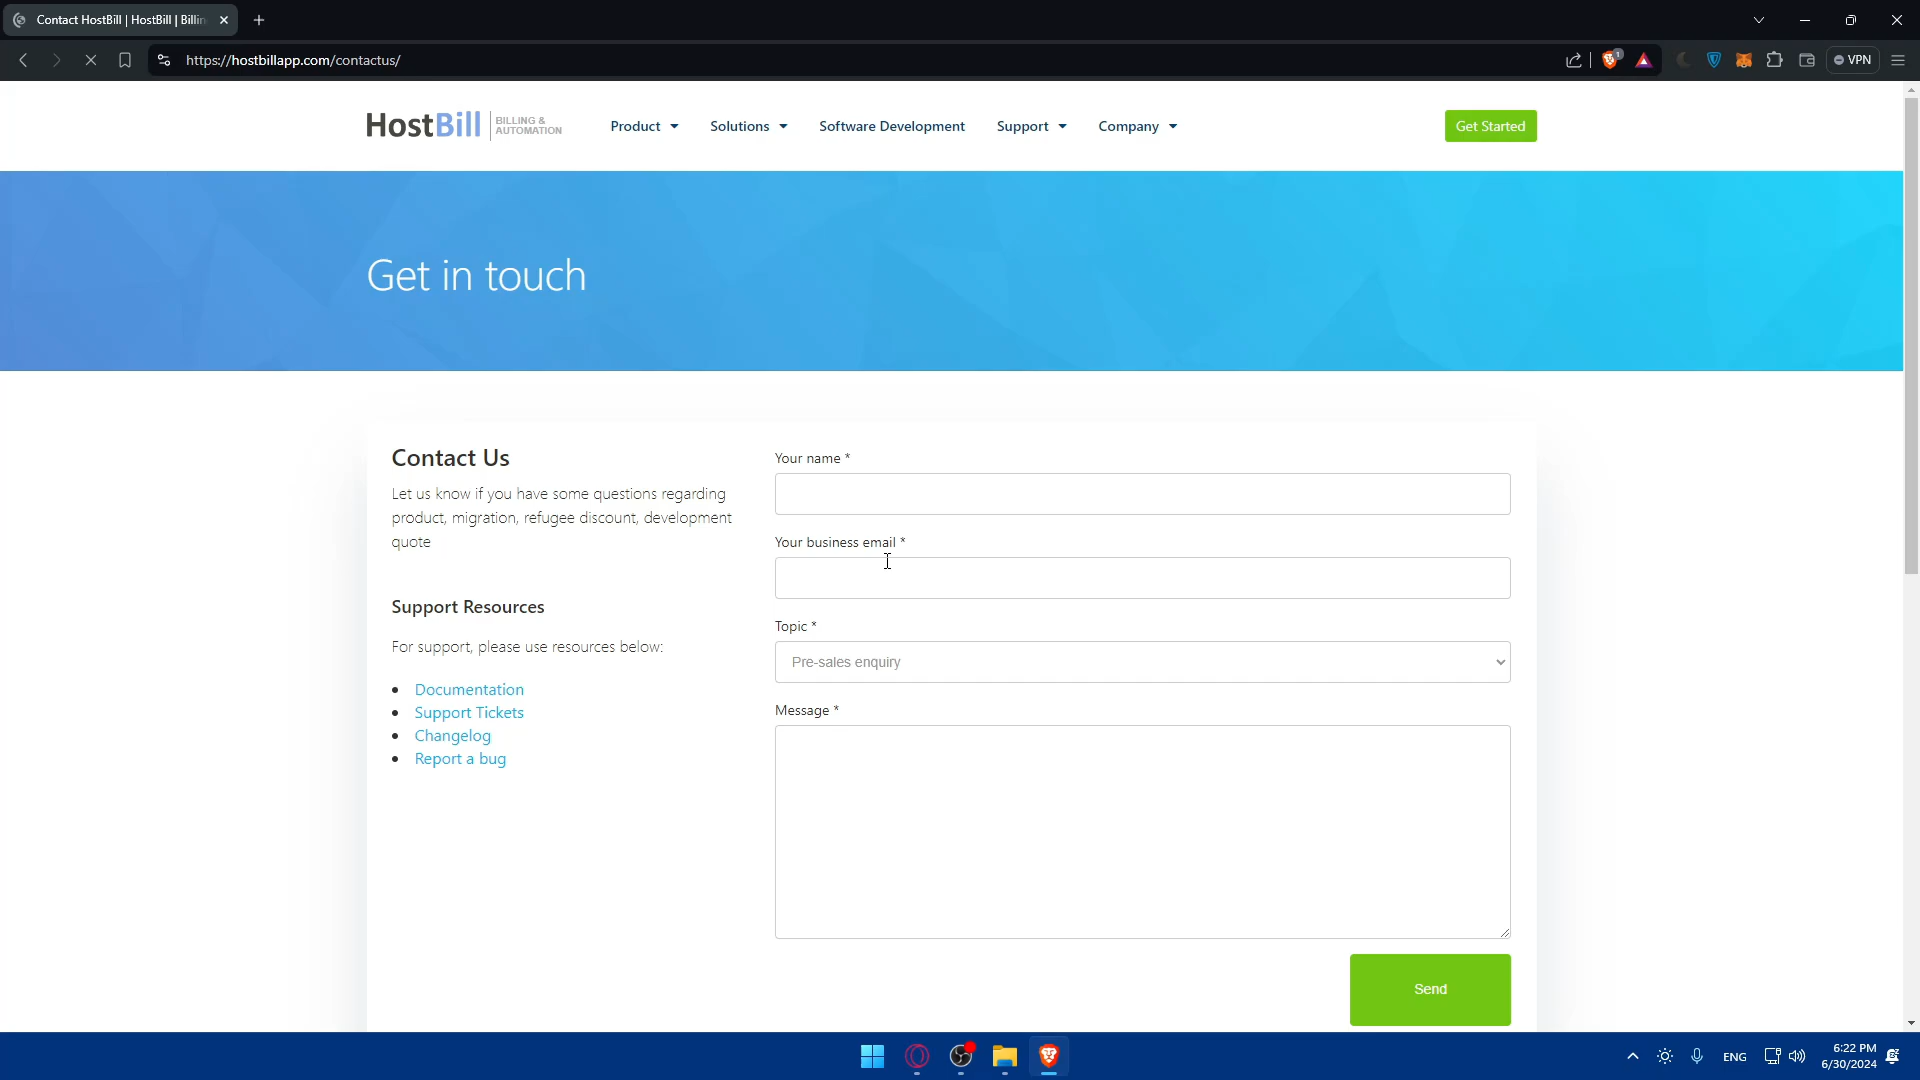 Contact HostBill | HostBill | Billin
https://hostbillapp.com/contactus/
1
VPN
HostBill
BILLING &
AUTOMATION
Product
Solutions
Software Development
Support
Company
Get Started
Get in touch
Contact Us
Let us know if you have some questions regarding
product, migration, refugee discount, development
quote
Support Resources
For support, please use resources below:
Documentation
Support Tickets
Changelog
Report a bug
Your name *
Your business email *
Topic *
Pre-sales enquiry
Message *
Send
ENG
6:22 PM
6/30/2024